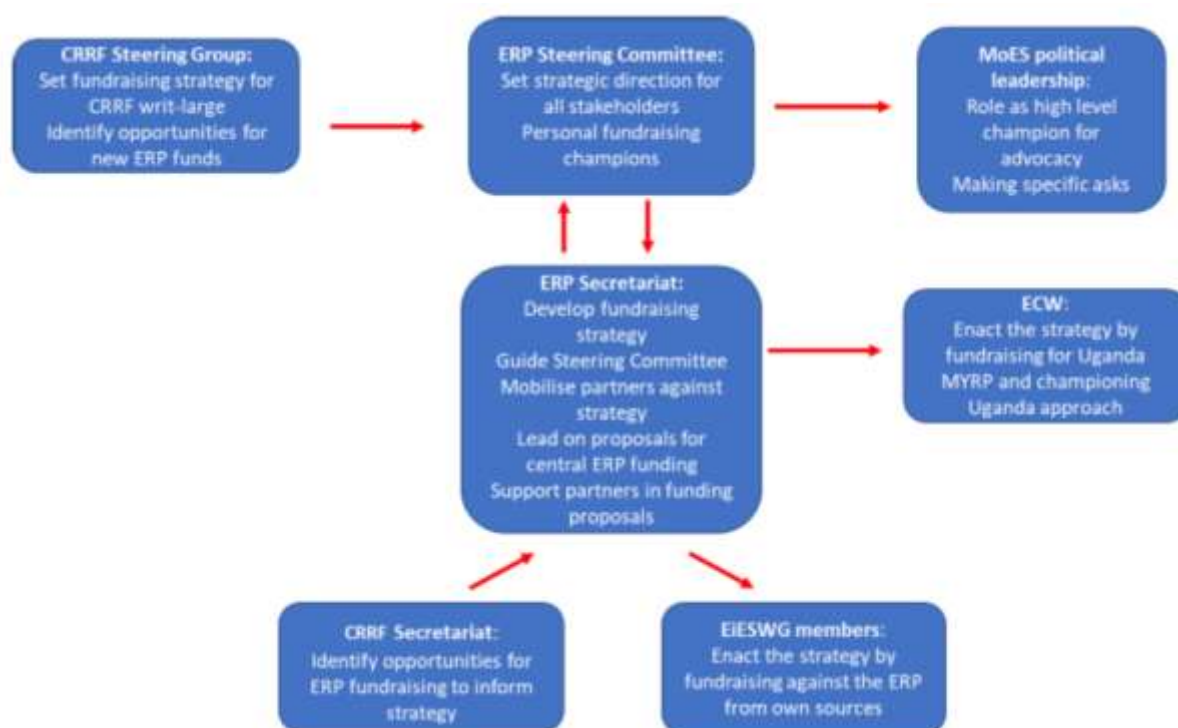 CRRF Steering Group:
Set fundraising strategy for
CRRF writ-large
Identify opportunities for
new ERP funds
ERP Steering Committee:
Set strategic direction for
all stakeholders
Personal fundraising
champions
MoES political
leadership:
Role as high level
champion for
advocacy
Making specific asks
ERP Secretariat:
Develop fundraising
strategy
Guide Steering Committee
Mobilise partners against
strategy
Lead on proposals for
central ERP funding
Support partners in funding
proposals
ECW:
Enact the strategy by
fundraising for Uganda
MYRP and championing
Uganda approach
CRRF Secretariat:
Identify opportunities for
ERP fundraising to inform
strategy
EiESWG members:
Enact the strategy by
fundraising against the ERP
from own sources